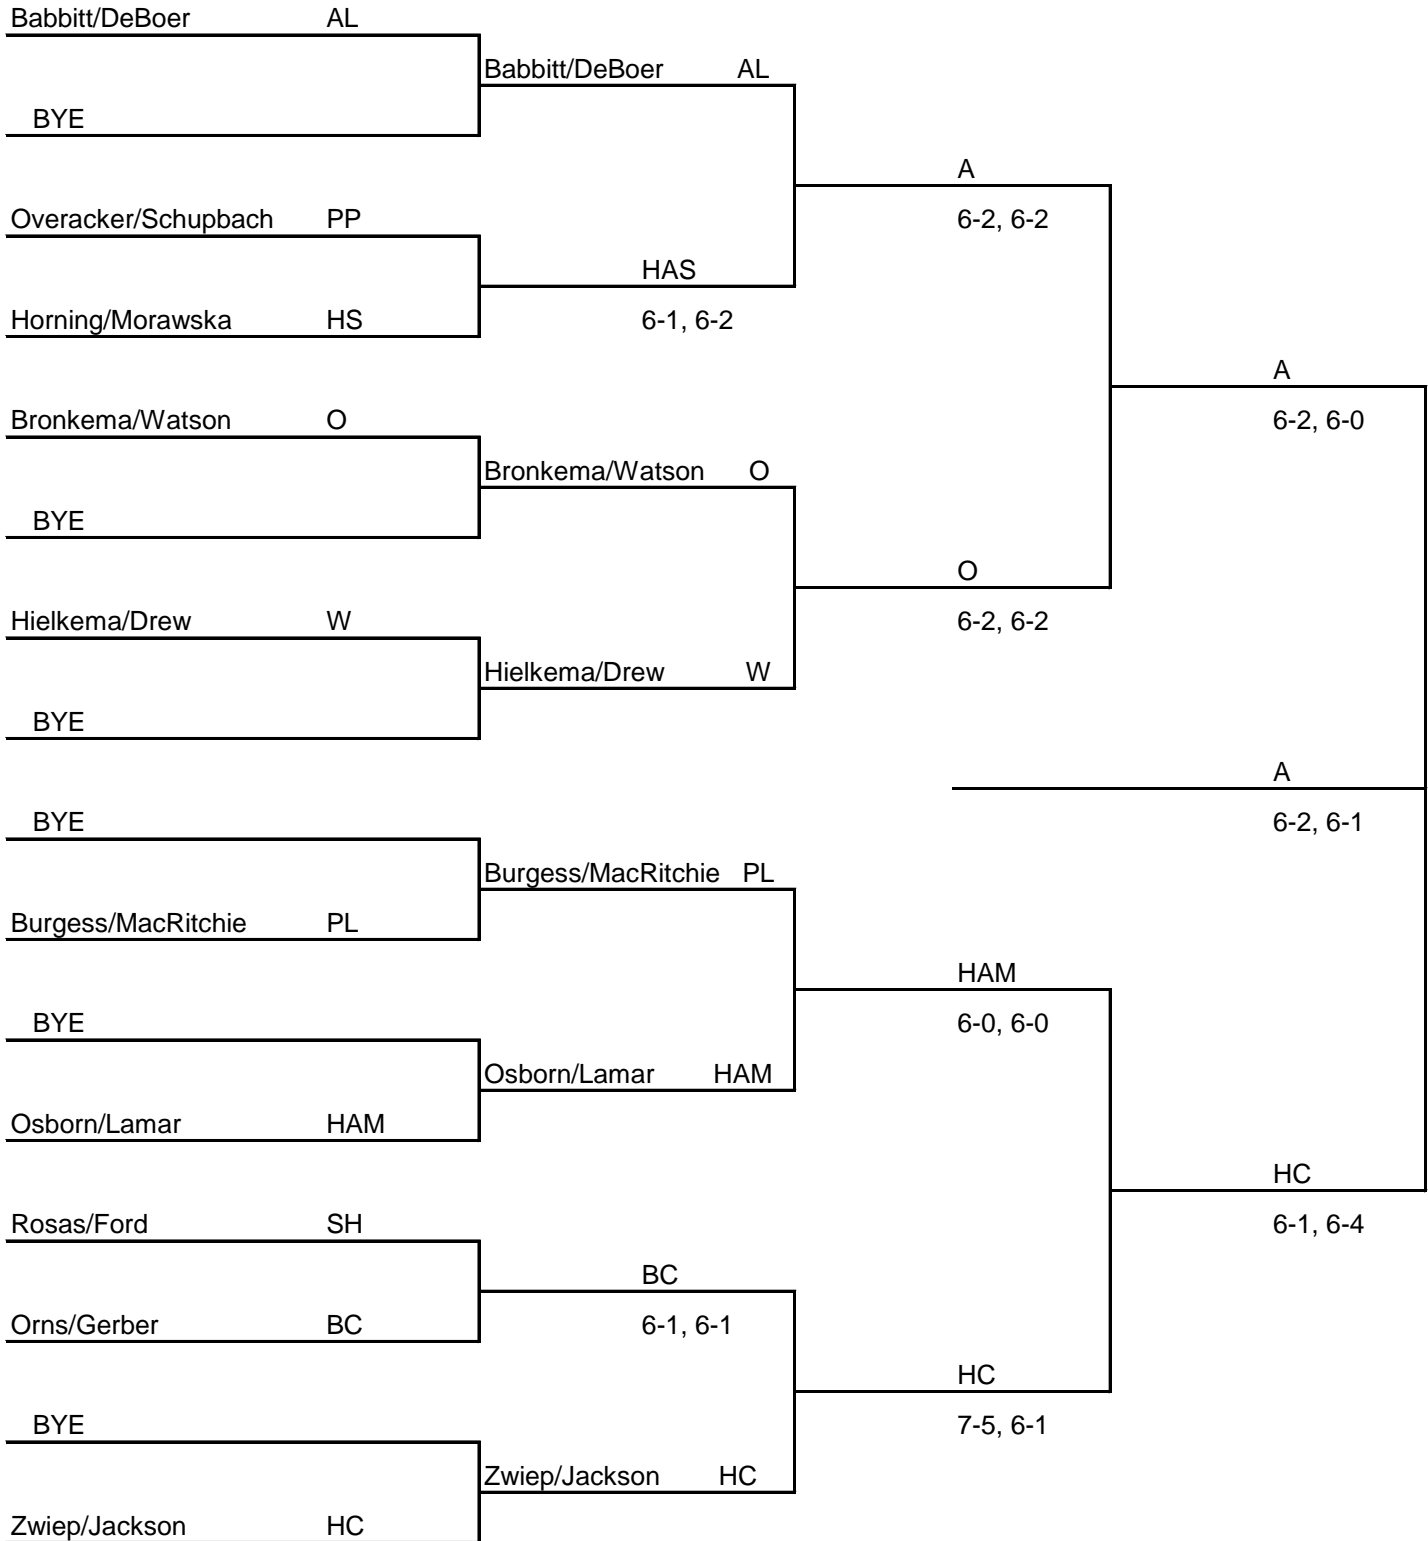 Babbitt/DeBoer AL
Babbitt/DeBoer AL
BYE
A
Overacker/Schupbach PP
6-2, 6-2
HAS
Horning/Morawska HS
6-1, 6-2
A
Bronkema/Watson O
6-2, 6-0
Bronkema/Watson O
BYE
O
Hielkema/Drew W
6-2, 6-2
Hielkema/Drew W
BYE
A
BYE
6-2, 6-1
Burgess/MacRitchie PL
Burgess/MacRitchie PL
HAM
BYE
6-0, 6-0
Osborn/Lamar HAM
Osborn/Lamar HAM
HC
Rosas/Ford SH
6-1, 6-4
BC
Orns/Gerber BC
6-1, 6-1
HC
BYE
7-5, 6-1
Zwiep/Jackson HC
Zwiep/Jackson HC